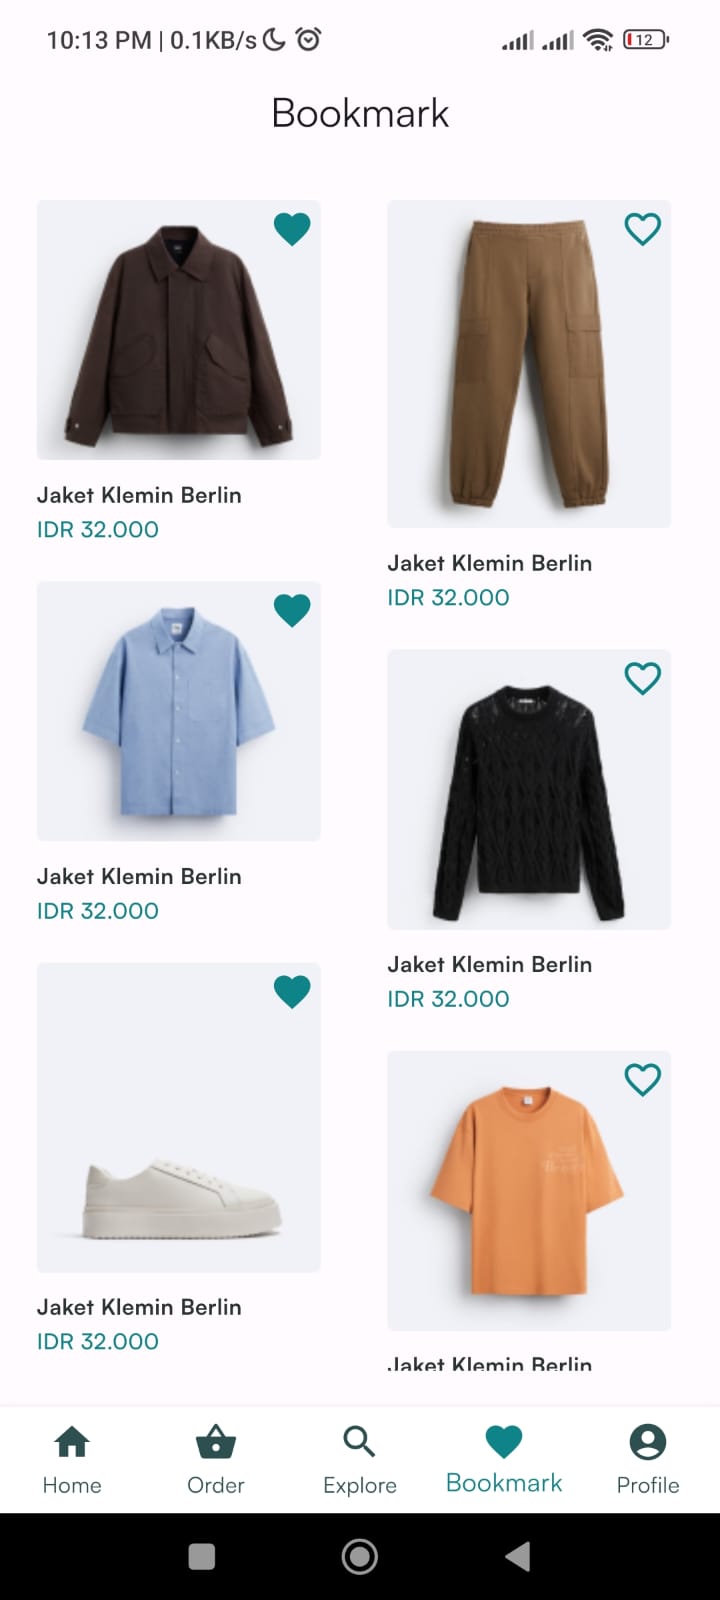 10:13 PM | 0.1KB/s
12
Bookmark
Jaket Klemin Berlin
IDR 32.000
Jaket Klemin Berlin
IDR 32.000
Jaket Klemin Berlin
IDR 32.000
Jaket Klemin Berlin
IDR 32.000
Jaket Klemin Berlin
IDR 32.000
Jaket Klemin Berlin
Home
Order
Explore
Bookmark
Profile